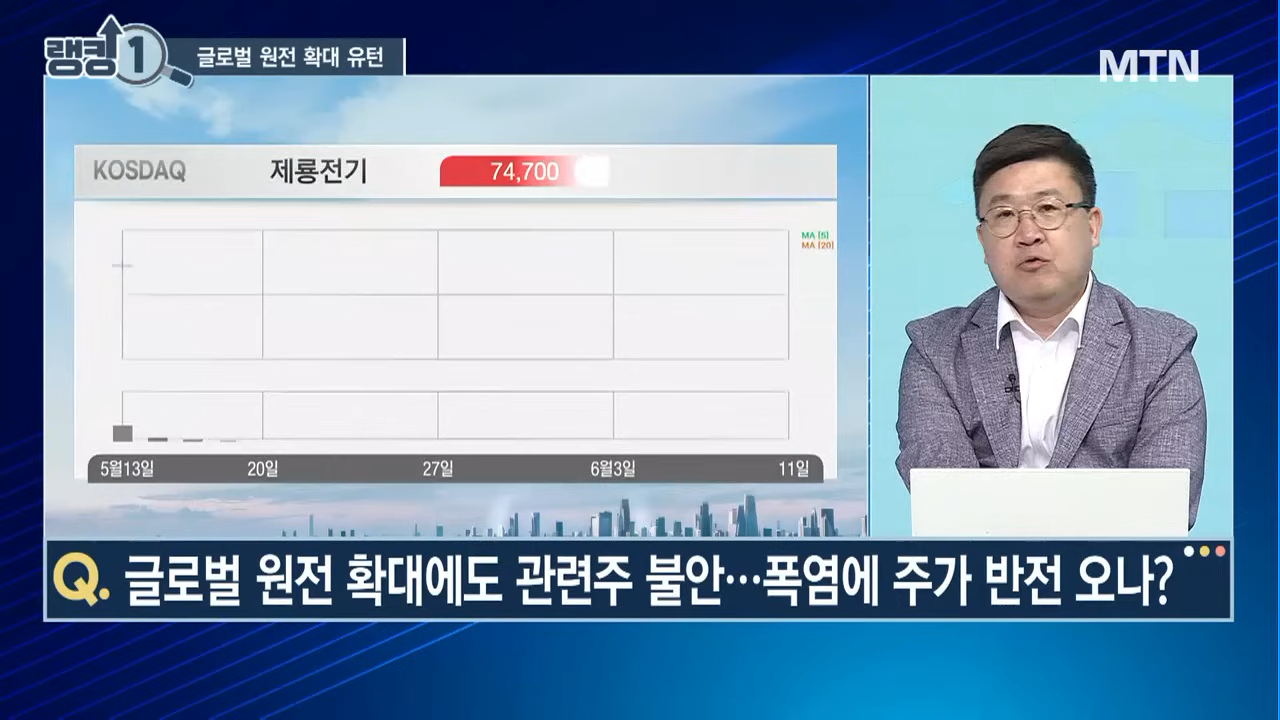 랭킹1
글로벌 원전 확대 유턴
MTN
KOSDAQ 제룡전기 74,700
MA [5]
MA [20]
5월13일 20일 27일 6월3일 11일
Q. 글로벌 원전 확대에도 관련주 불안…폭염에 주가 반전 오나?